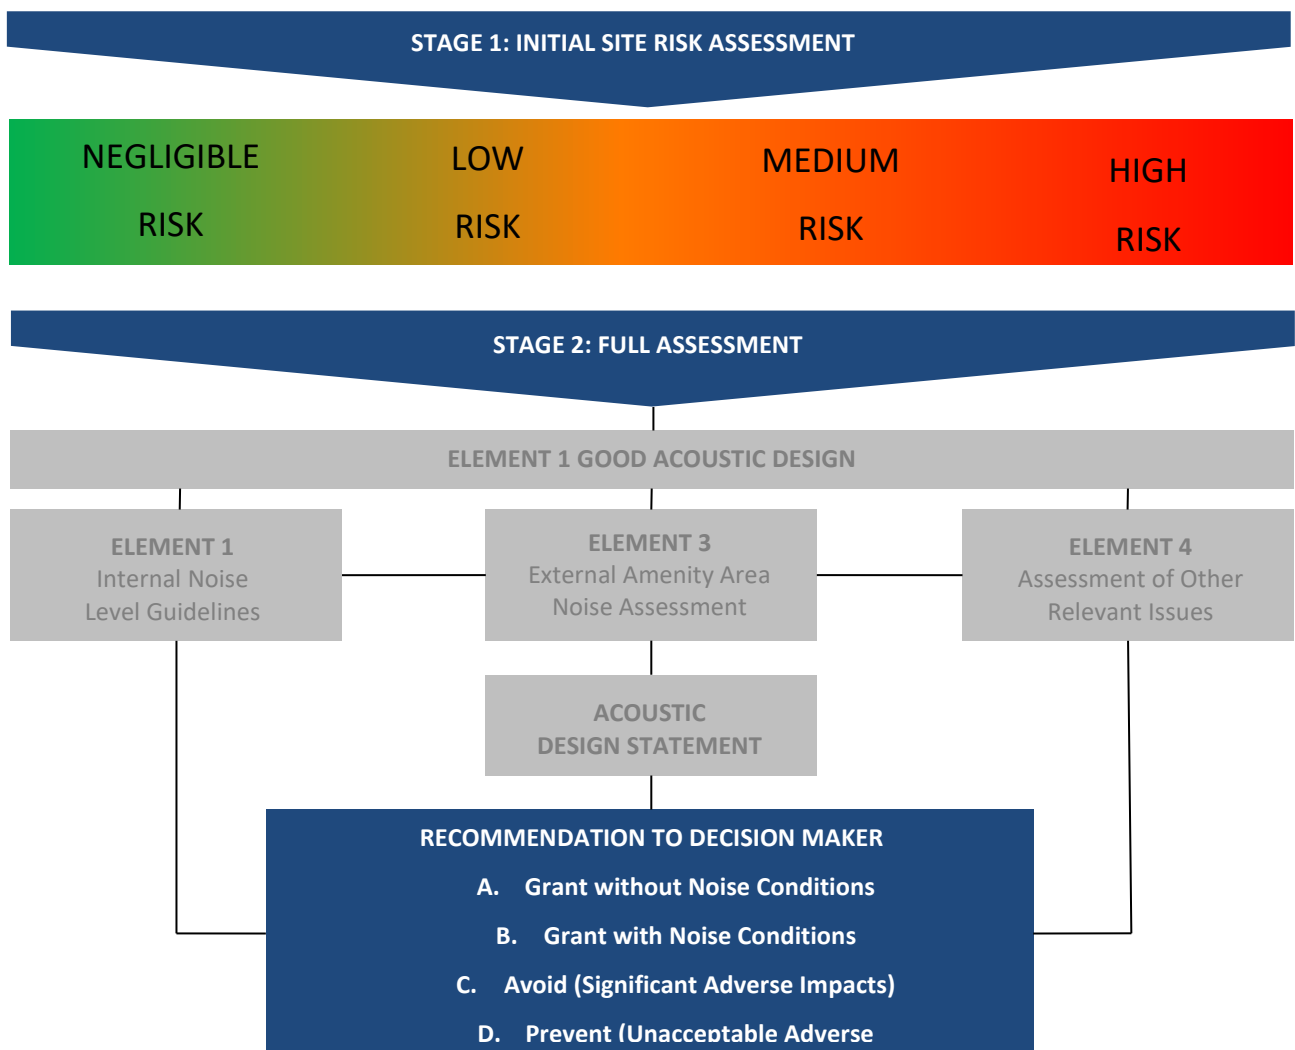 STAGE 1: INITIAL SITE RISK ASSESSMENT
NEGLIGIBLE
RISK
LOW
RISK
MEDIUM
RISK
HIGH
RISK
STAGE 2: FULL ASSESSMENT
ELEMENT 1 GOOD ACOUSTIC DESIGN
ELEMENT 1
Internal Noise
Level Guidelines
ELEMENT 3
External Amenity Area
Noise Assessment
ELEMENT 4
Assessment of Other
Relevant Issues
ACOUSTIC
DESIGN STATEMENT
RECOMMENDATION TO DECISION MAKER
A. Grant without Noise Conditions
B. Grant with Noise Conditions
C. Avoid (Significant Adverse Impacts)
D. Prevent (Unacceptable Adverse